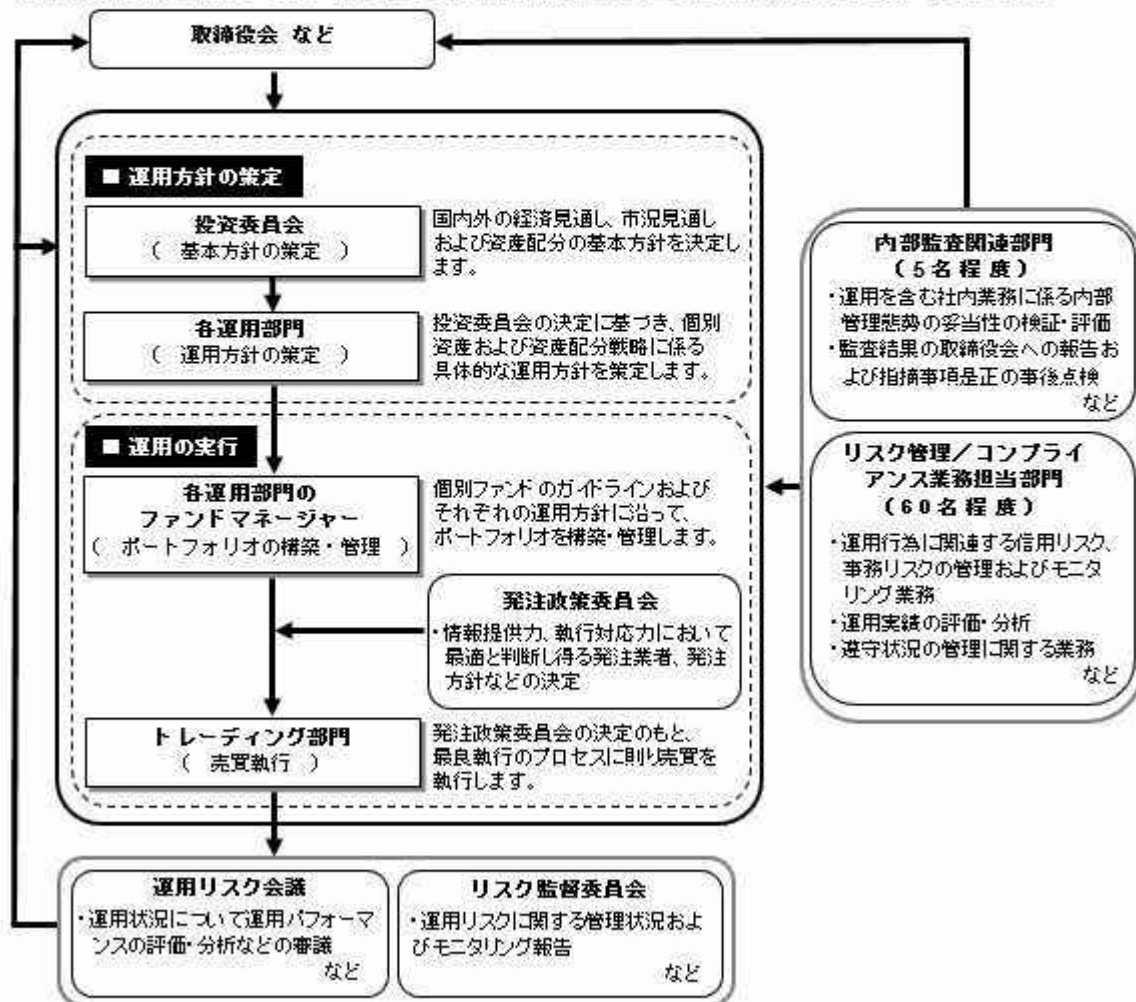 取締役会 など
■ 運用方針の策定
投資委員会
( 基本方針の策定 )
国内外の経済見通し、市況見通し
および資産配分の基本方針を決定し
ます。
各運用部門
( 運用方針の策定 )
投資委員会の決定に基づき、個別
資産および資産配分戦略に係る
具体的な運用方針を策定します。
■ 運用の実行
各運用部門の
ファンドマネージャー
( ポートフォリオの構築・管理 )
個別ファンドのガイドラインおよび
それぞれの運用方針に沿って、
ポートフォリオを構築・管理します。
発注政策委員会
・情報提供力、執行対応力において
最適と判断し得る発注業者、発注
方針などの決定
トレーディング部門
( 売買執行 )
発注政策委員会の決定のもと、
最良執行のプロセスに則り売買を
執行します。
内部監査関連部門
(5名程度)
・運用を含む社内業務に係る内部
管理態勢の妥当性の検証・評価
・監査結果の取締役会への報告お
よび指摘事項是正の事後点検
など
リスク管理/コンプライ
アンス業務担当部門
(60名程度)
・運用行為に関連する信用リスク、
事務リスクの管理およびモニタ
リング業務
・運用実績の評価・分析
・遵守状況の管理に関する業務
など
運用リスク会議
・運用状況について運用パフォーマ
ンスの評価・分析などの審議
など
リスク監督委員会
・運用リスクに関する管理状況およ
びモニタリング報告
など